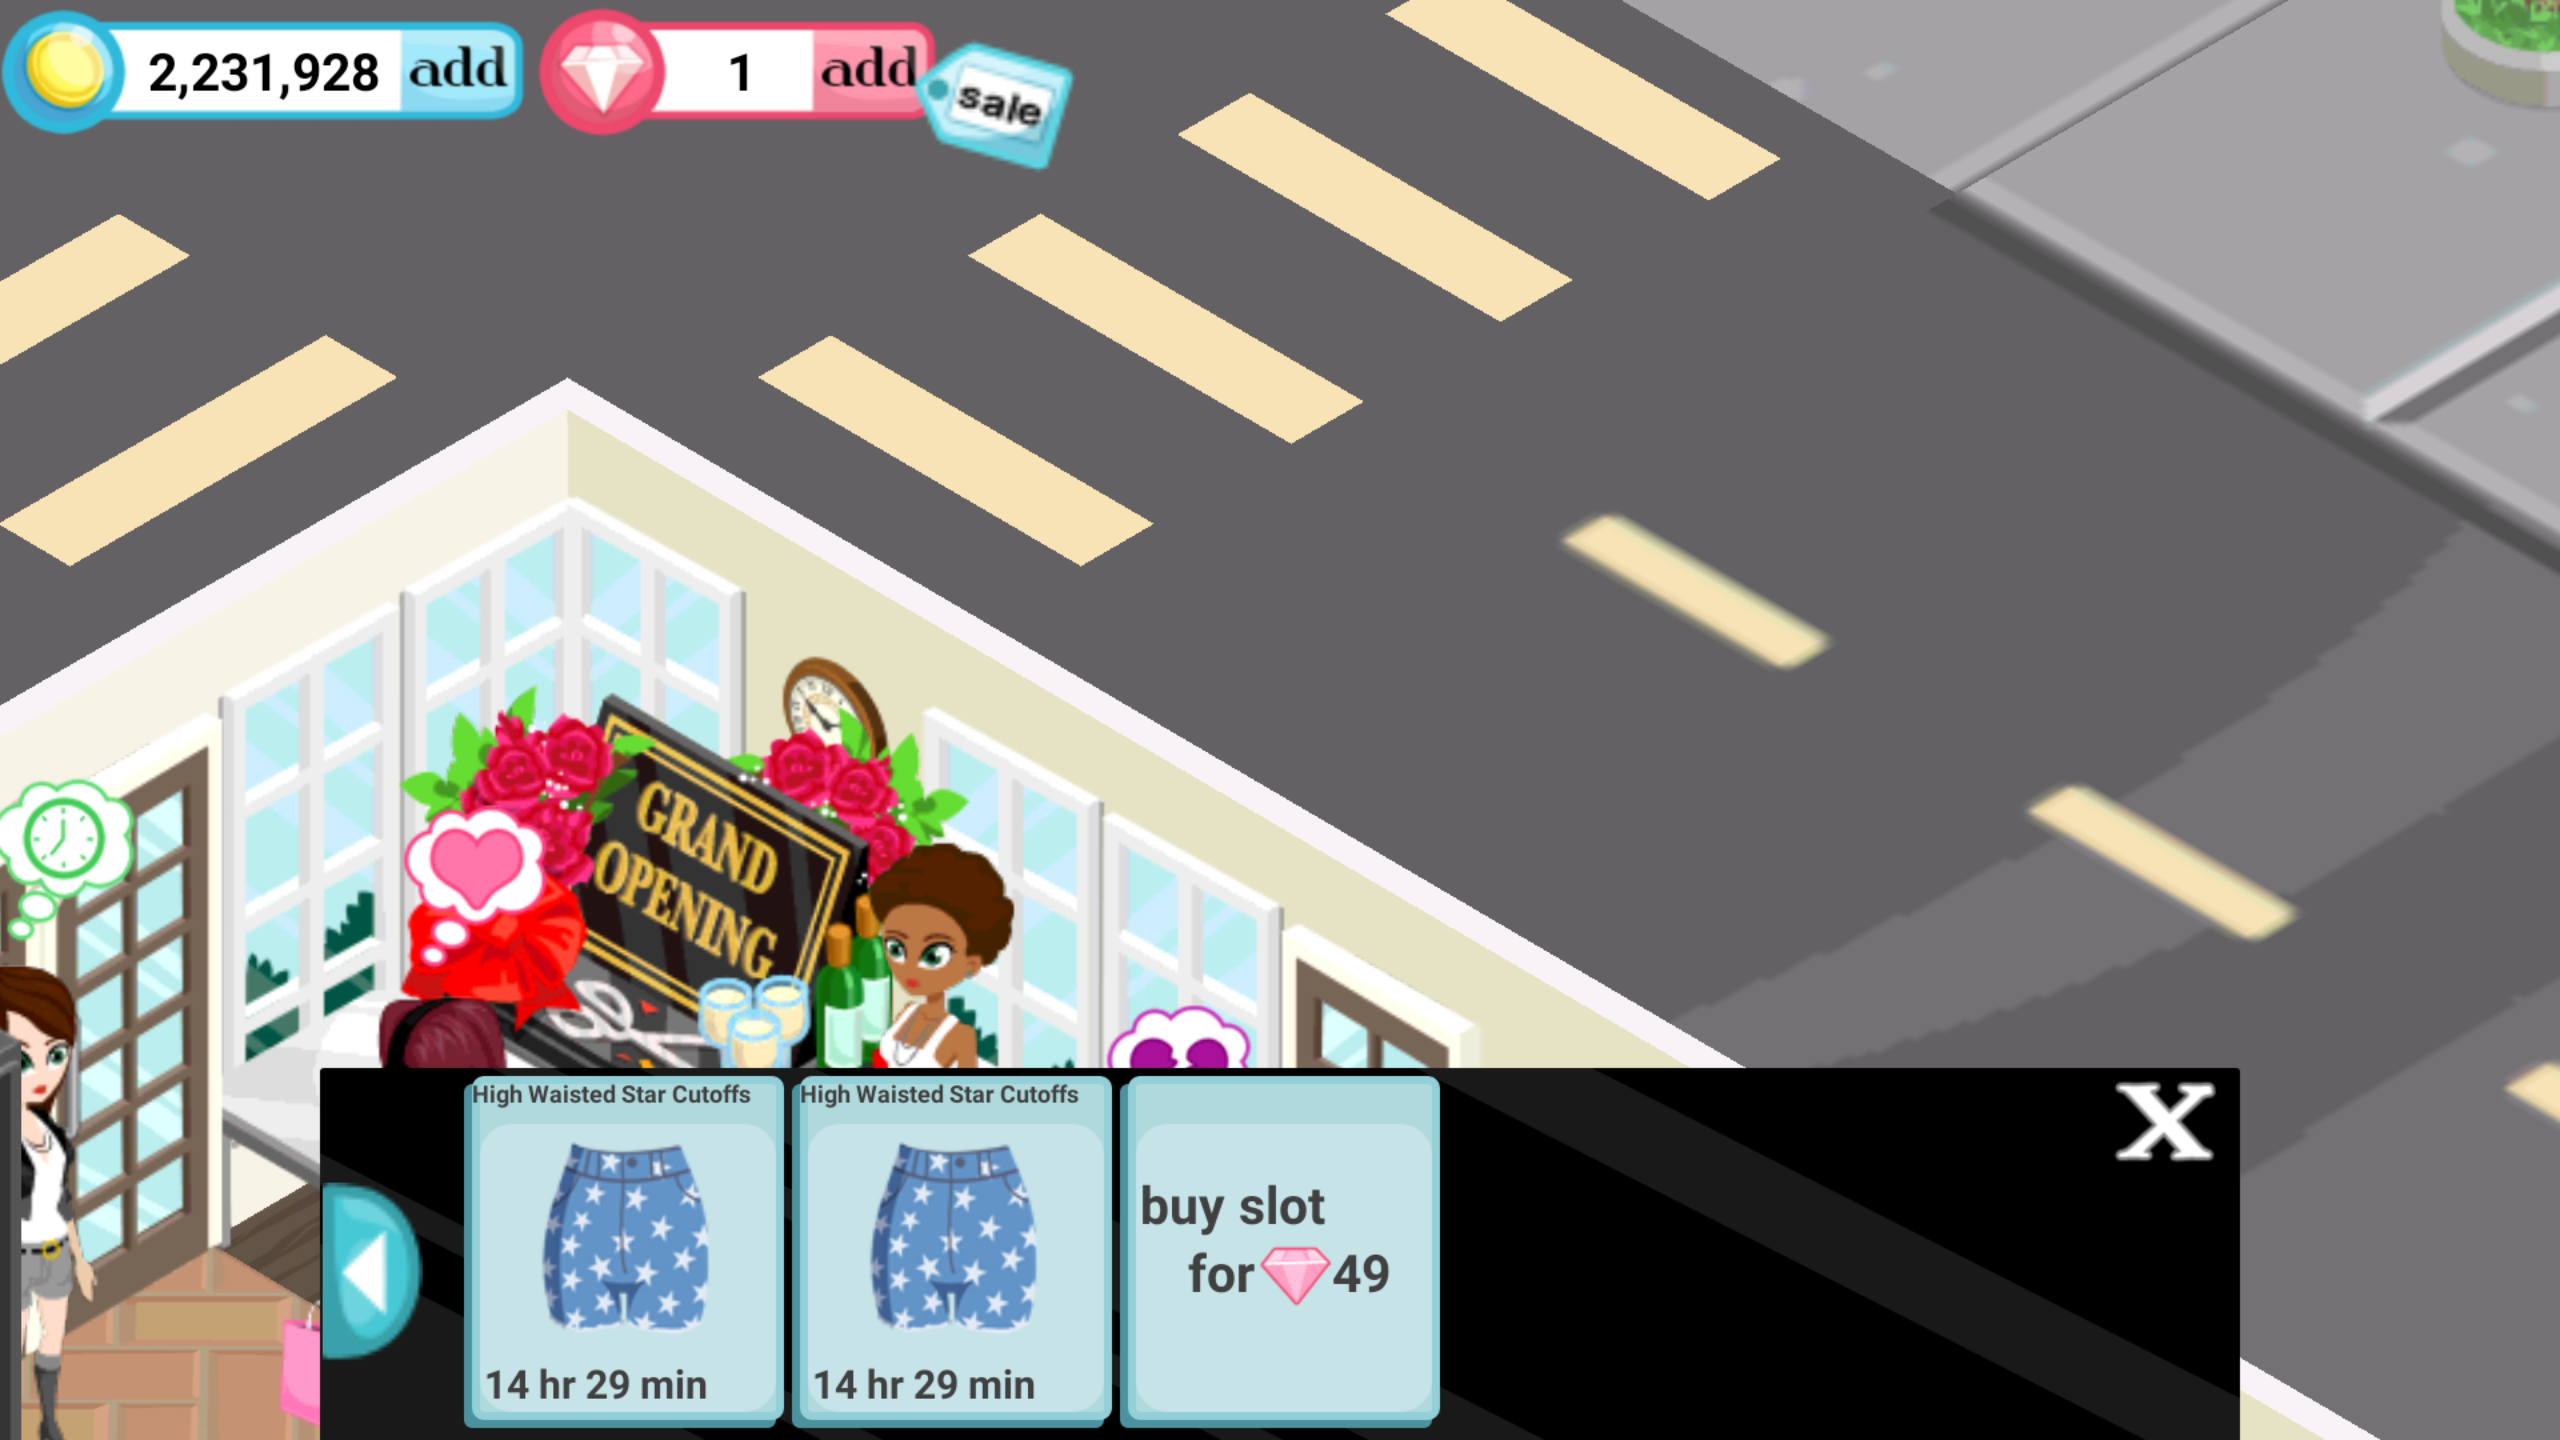 2,231,928 add 1 add
sale
GRAND
OPENING
High Waisted Star Cutoffs
14 hr 29 min
High Waisted Star Cutoffs
14 hr 29 min
buy slot
for 49
X